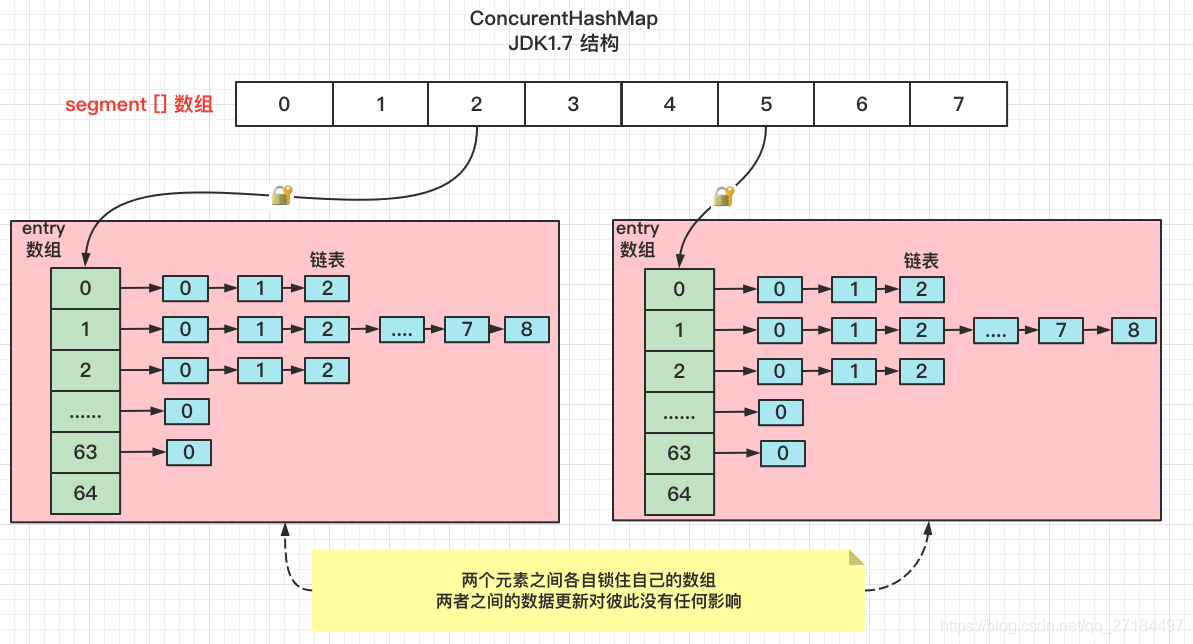 ConcurentHashMap
JDK1.7 结构
segment [] 数组 0 1 2 3 4 5 6 7
entry
数组
链表
0 0 1 2
1 0 1 2 .... 7 8
2 0 1 2
...... 0
63 0
64
entry
数组
链表
0 0 1 2
1 0 1 2 .... 7 8
2 0 1 2
...... 0
63 0
64
两个元素之间各自锁住自己的数组
两者之间的数据更新对彼此没有任何影响
https://blog.csdn.net/qq_27184497